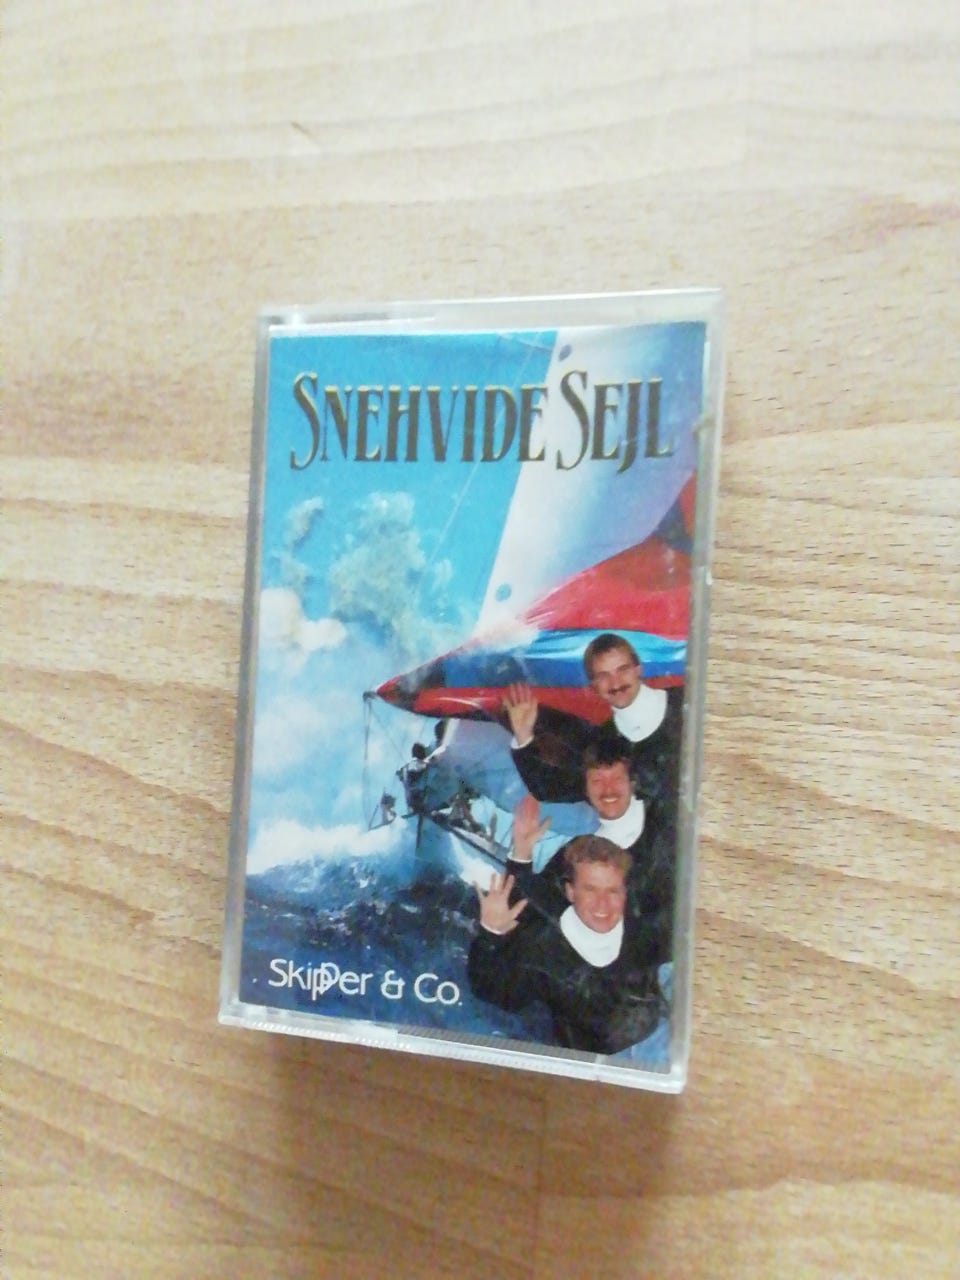 SNEHVIDE SEJL
SkipPer & Co.